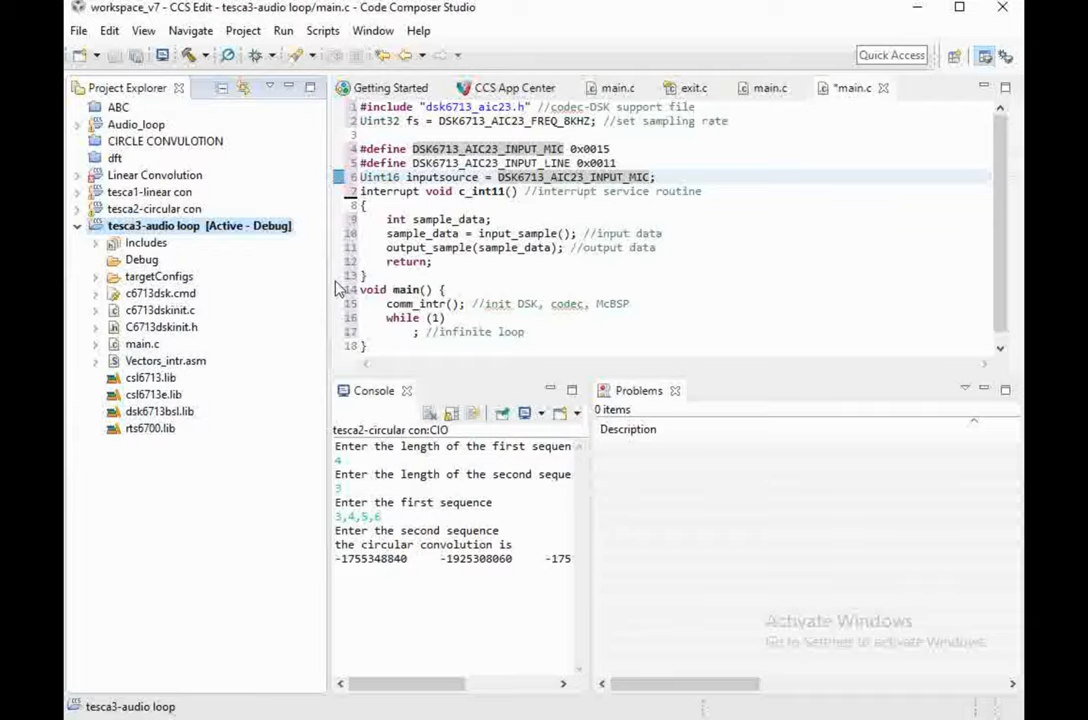 workspace_v7 - CCS Edit - tesca3-audio loop/main.c - Code Composer Studio
File Edit View Navigate Project Run Scripts Window Help
Quick Access
Project Explorer
ABC
Audio_loop
CIRCLE CONVULOTION
dft
Linear Convolution
tesca1-linear con
tesca2-circular con
tesca3-audio loop [Active - Debug]
Includes
Debug
targetConfigs
c6713dsk.cmd
c6713dskinit.c
C6713dskinit.h
main.c
Vectors_intr.asm
csl6713.lib
csl6713e.lib
dsk6713bsl.lib
rts6700.lib
Getting Started CCS App Center main.c exit.c main.c *main.c
1 #include "dsk6713_aic23.h" //codec-DSK support file
2 Uint32 fs = DSK6713_AIC23_FREQ_8KHZ; //set sampling rate
3
4 #define DSK6713_AIC23_INPUT_MIC 0x0015
5 #define DSK6713_AIC23_INPUT_LINE 0x0011
6 Uint16 inputsource = DSK6713_AIC23_INPUT_MIC;
7 interrupt void c_int11() //interrupt service routine
8 {
9 int sample_data;
10 sample_data = input_sample(); //input data
11 output_sample(sample_data); //output data
12 return;
13 }
14 void main() {
15 comm_intr(); //init DSK, codec, McBSP
16 while (1)
17 ; //infinite loop
18 }
Console
tesca2-circular con:CIO
Enter the length of the first sequen
4
Enter the length of the second seque
3
Enter the first sequence
3,4,5,6
Enter the second sequence
the circular convolution is
-1755348840 -1925308060 -175
Problems
0 items
Description
Activate Windows
Go to Settings to activate Windows.
tesca3-audio loop